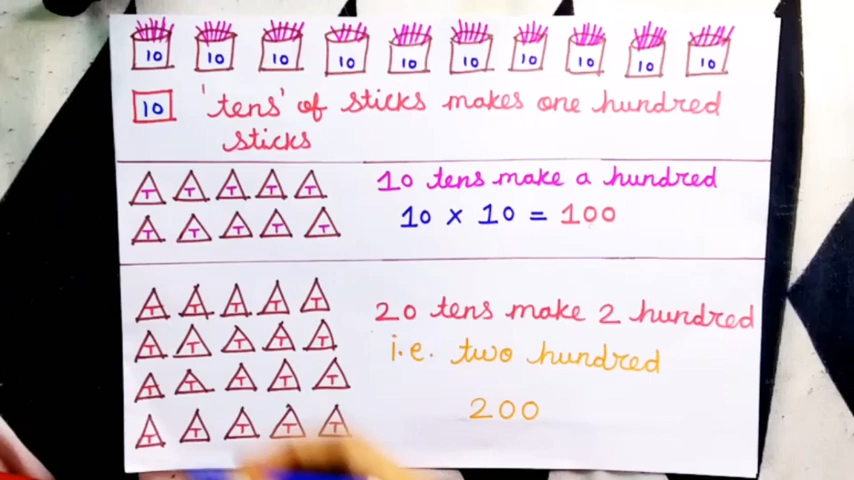 10 10 10 10 10 10 10 10 10 10
10 'tens' of sticks makes one hundred
sticks
T T T T T 10 tens make a hundred
T T T T T 10 x 10 = 100
T T T T T 20 tens make 2 hundred
T T T T T i.e. two hundred
T T T T T
T T T T T 200